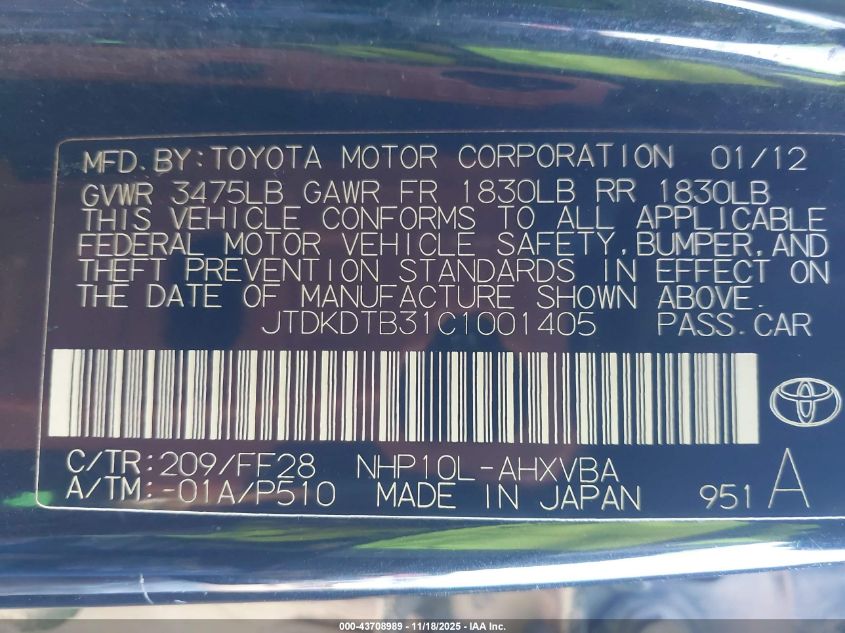 MFD. BY: TOYOTA MOTOR CORPORATION 01/12
GVWR 3475LB GAWR FR 1830LB RR 1830LB
THIS VEHICLE CONFORMS TO ALL APPLICABLE
FEDERAL MOTOR VEHICLE SAFETY, BUMPER, AND
THEFT PREVENTION STANDARDS IN EFFECT ON
THE DATE OF MANUFACTURE SHOWN ABOVE.
JTDKDTB31C1001405 PASS. CAR
C/TR: 209/FF28 NHP10L-AHXVBA
A/TM: -01A/P510 MADE IN JAPAN 951 A
000-43708989 - 11/18/2025 - IAA Inc.